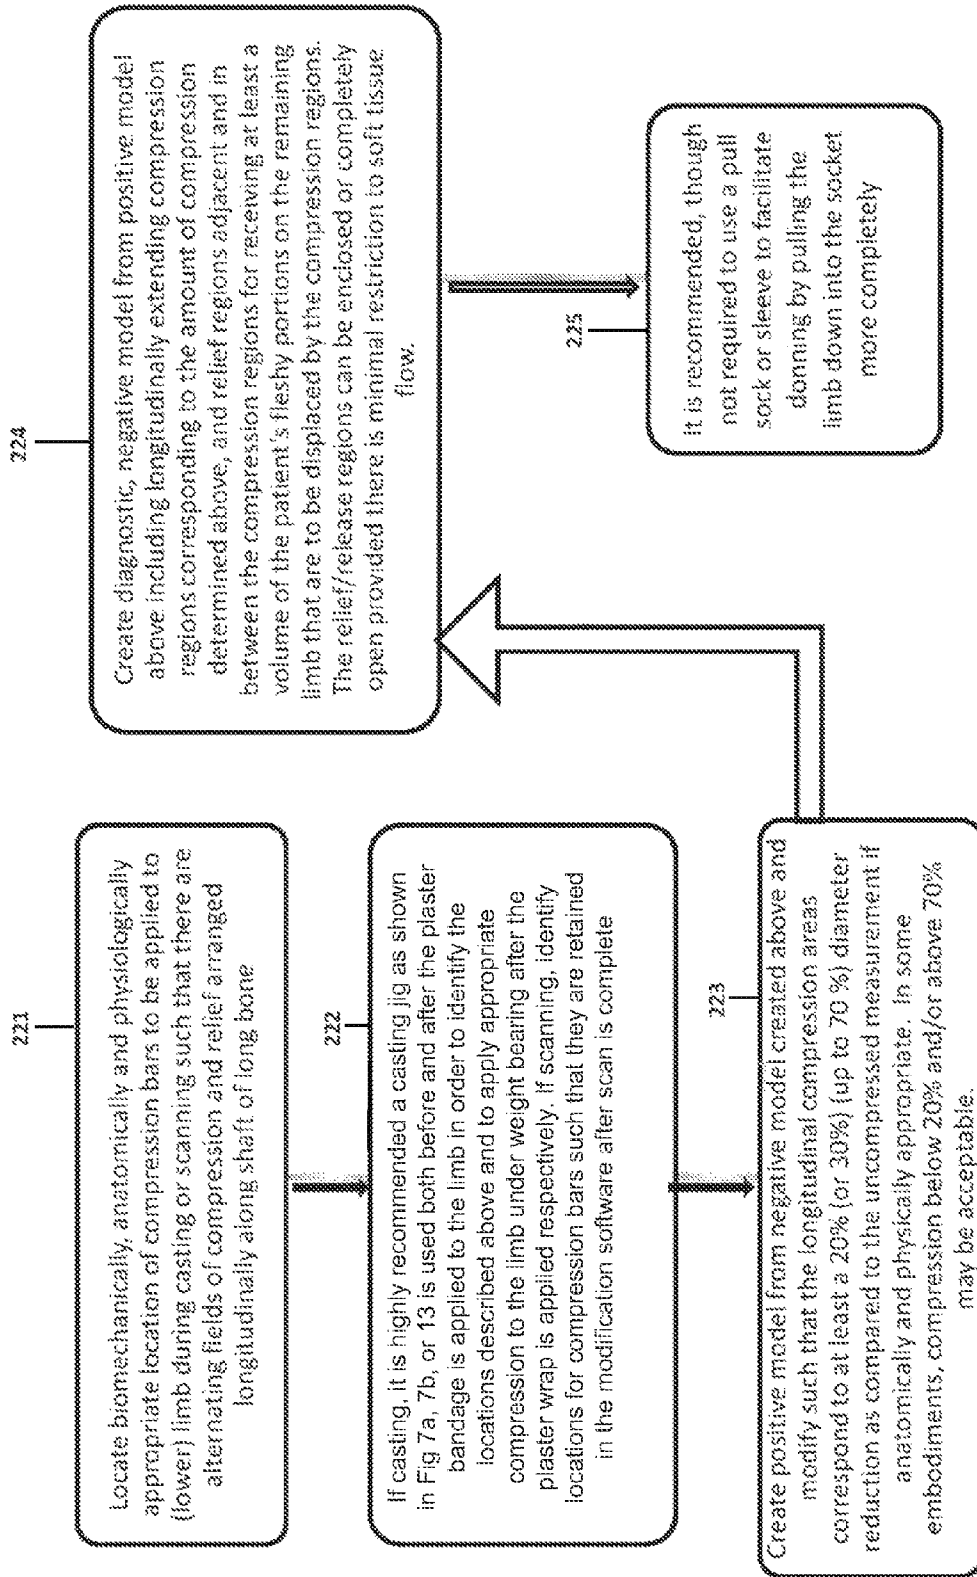 221
Locate biomechanically, anatomically and physiologically
appropriate location of compression bars to be applied to
(lower) limb during casting or scanning such that there are
alternating fields of compression and relief arranged
longitudinally along shaft of long bone
222
If casting, it is highly recommended a casting jig as shown
in Fig 7a, 7b, or 13 is used both before and after the plaster
bandage is applied to the limb in order to identify the
locations described above and to apply appropriate
compression to the limb under weight bearing after the
plaster wrap is applied respectively. If scanning, identify
locations for compression bars such that they are retained
in the modification software after scan is complete
223
Create positive model from negative model created above and
modify such that the longitudinal compression areas
correspond to at least a 20% (or 30%) (up to 70 %) diameter
reduction as compared to the uncompressed measurement if
anatomically and physically appropriate. In some
embodiments, compression below 20% and/or above 70%
may be acceptable.
224
Create diagnostic, negative model from positive model
above including longitudinally extending compression
regions corresponding to the amount of compression
determined above, and relief regions adjacent and in
between the compression regions for receiving at least a
volume of the patient's fleshy portions on the remaining
limb that are to be displaced by the compression regions.
The relief/release regions can be enclosed or completely
open provided there is minimal restriction to soft tissue
flow.
225
It is recommended, though
not required to use a pull
sock or sleeve to facilitate
donning by pulling the
limb down into the socket
more completely